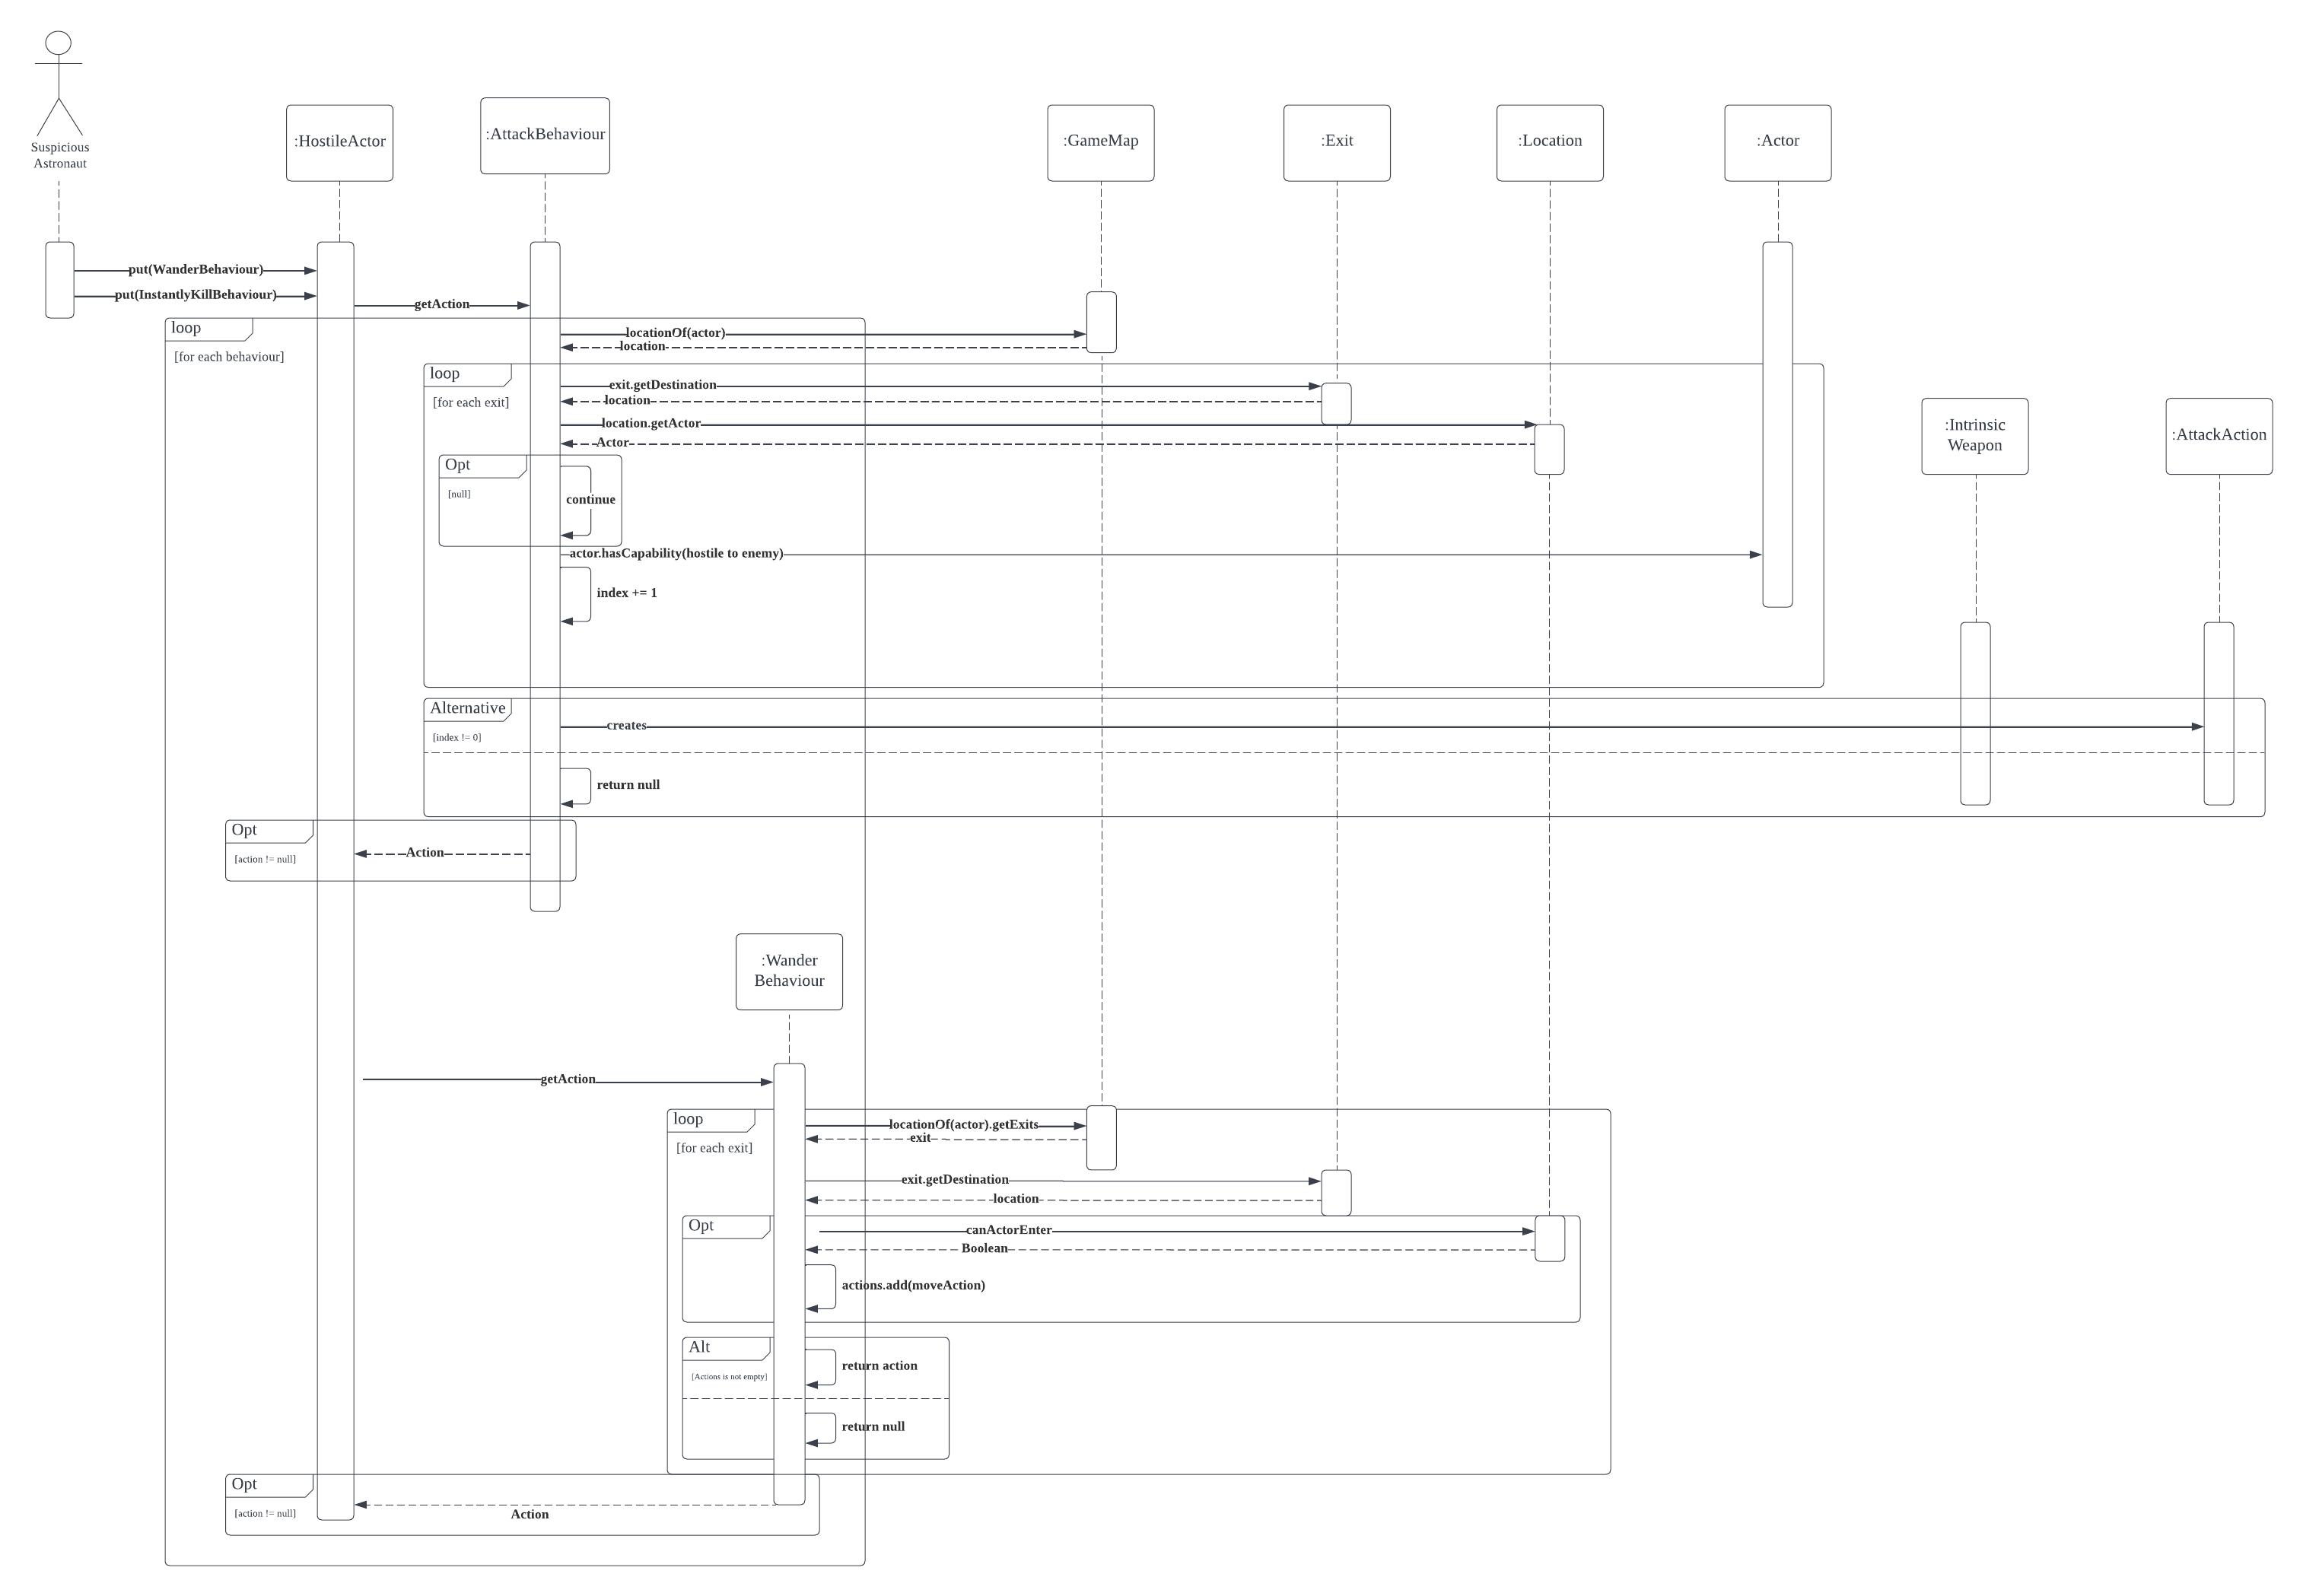 Suspicious
Astronaut
:HostileActor
:AttackBehaviour
:GameMap
:Exit
:Location
:Actor
put(WanderBehaviour)
put(InstantlyKillBehaviour)
getAction
loop
[for each behaviour]
locationOf(actor)
location
loop
[for each exit]
exit.getDestination
location
location.getActor
Actor
:Intrinsic
Weapon
:AttackAction
Opt
[null]
continue
actor.hasCapability(hostile to enemy)
index += 1
Alternative
[index != 0]
creates
return null
Opt
[action != null]
Action
:Wander
Behaviour
getAction
loop
[for each exit]
locationOf(actor).getExits
exit
exit.getDestination
location
Opt
canActorEnter
Boolean
actions.add(moveAction)
Alt
[Actions is not empty]
return action
return null
Opt
[action != null]
Action